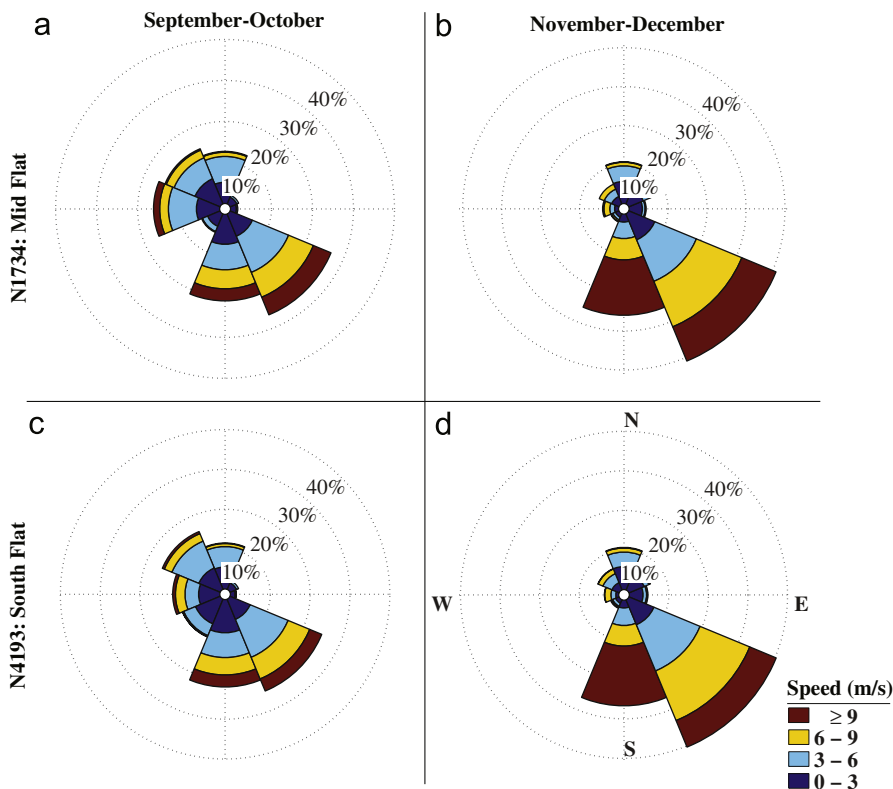 September-October
November-December
a
b
N1734: Mid Flat
40%
30%
20%
10%
40%
30%
20%
10%
c
d
N4193: South Flat
40%
30%
20%
10%
N
40%
30%
20%
10%
W
E
S
Speed (m/s)
≥ 9
6 – 9
3 – 6
0 – 3